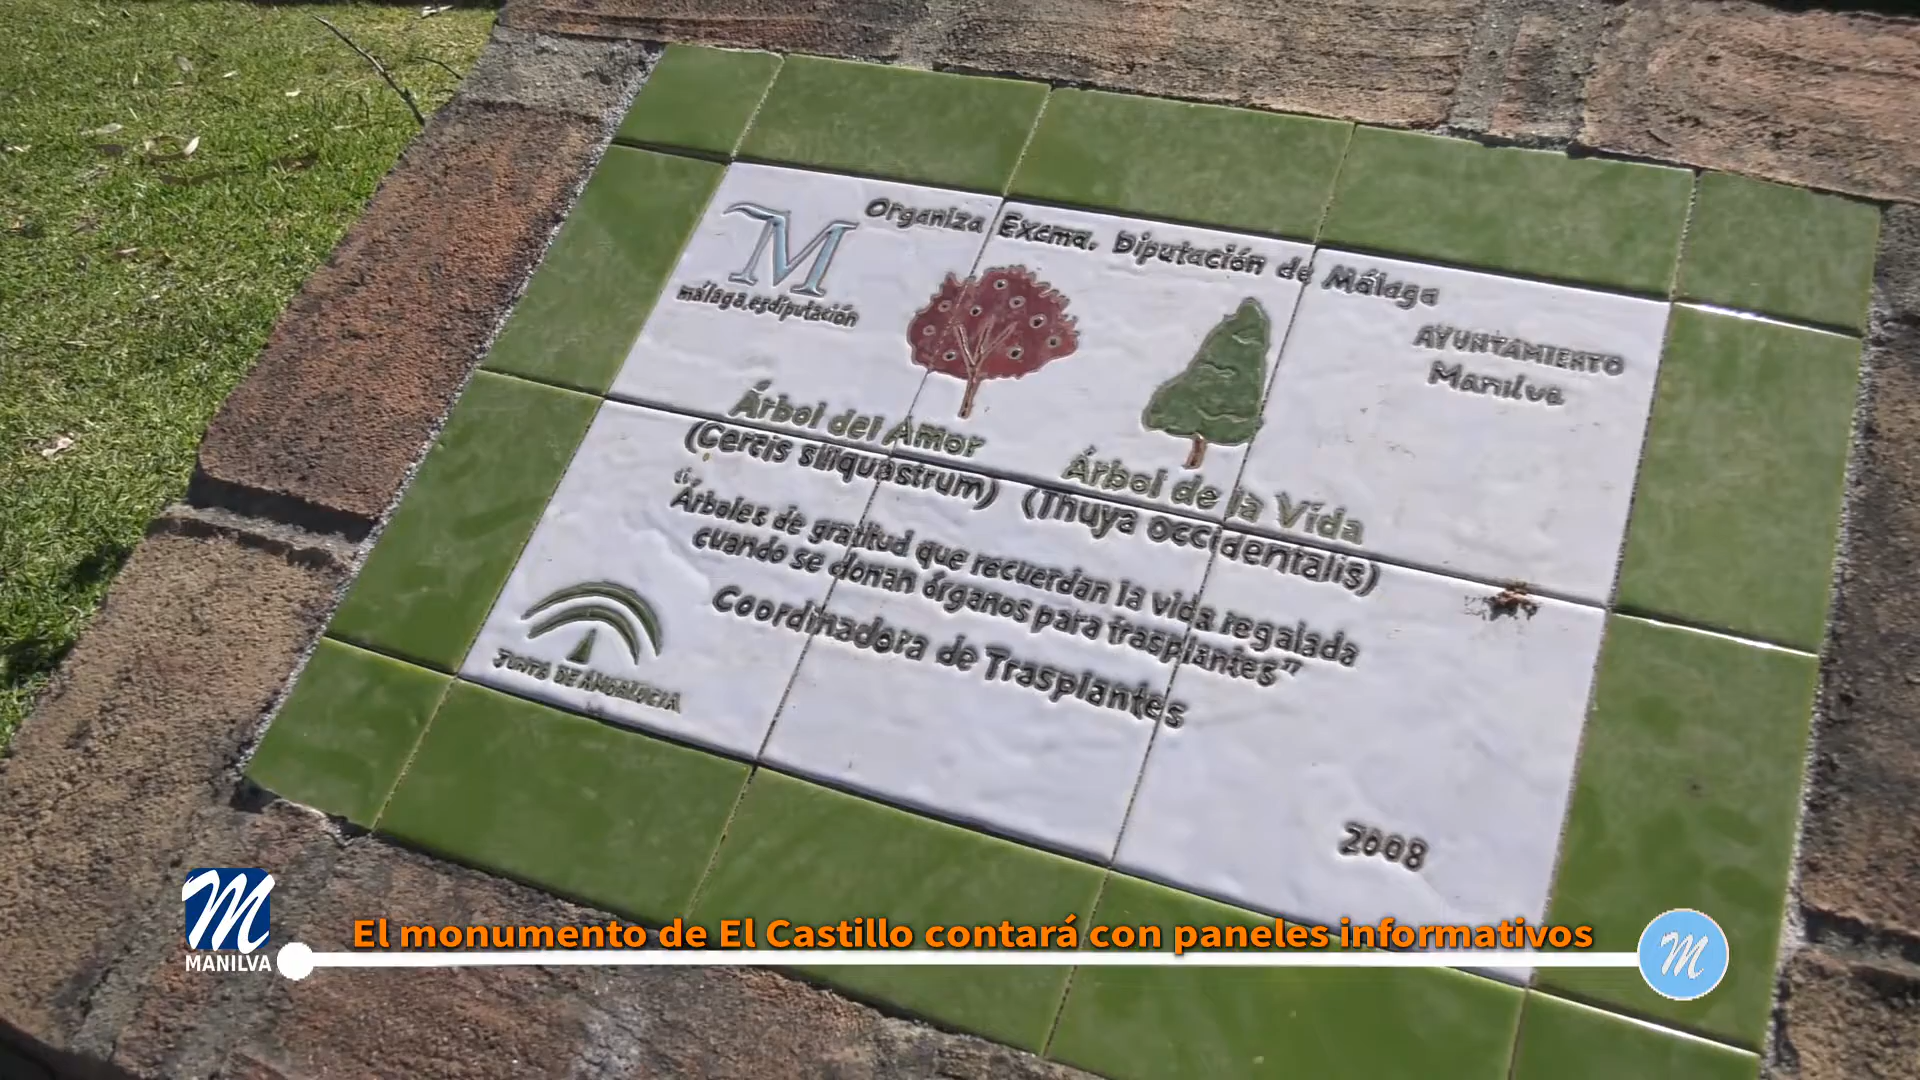 Organiza Excma. Diputación de Málaga
M
málaga.esdiputación
AYUNTAMIENTO
Manilva
Árbol del Amor
(Cercis siliquastrum)
Árbol de la Vida
(Thuya occidentalis)
"Árboles de gratitud que recuerdan la vida regalada
cuando se donan órganos para trasplantes"
Coordinadora de Trasplantes
JUNTA DE ANDALUCIA
2008
El monumento de El Castillo contará con paneles informativos
m
MANILVA
m